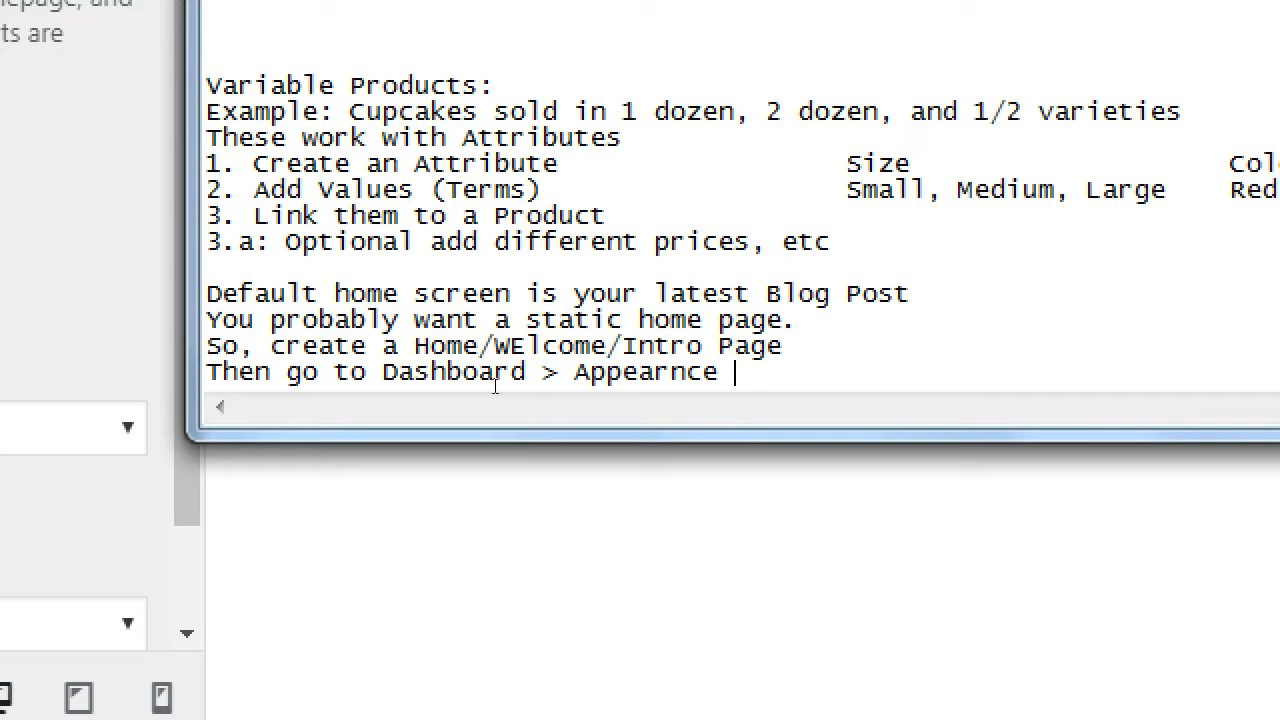 ts are
Variable Products:
Example: Cupcakes sold in 1 dozen, 2 dozen, and 1/2 varieties
These work with Attributes
1. Create an Attribute Size
2. Add Values (Terms) Small, Medium, Large Red
3. Link them to a Product
3.a: Optional add different prices, etc
Default home screen is your latest Blog Post
You probably want a static home page.
So, create a Home/WElcome/Intro Page
Then go to Dashboard > Appearnce